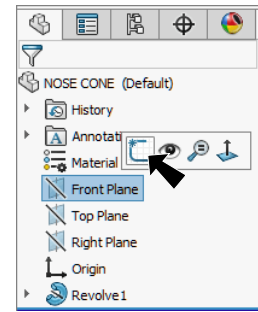 NOSE CONE (Default)
History
Annotati
Material
Front Plane
Top Plane
Right Plane
Origin
Revolve1